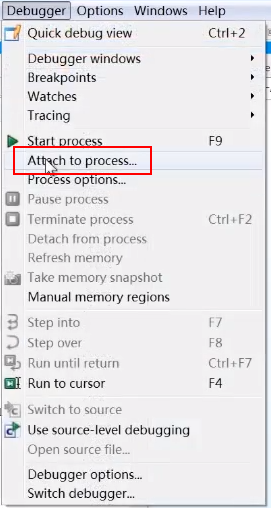 Debugger Options Windows Help
Quick debug view Ctrl+2
Debugger windows
Breakpoints
Watches
Tracing
Start process F9
Attach to process...
Process options...
Pause process
Terminate process Ctrl+F2
Detach from process
Refresh memory
Take memory snapshot
Manual memory regions
Step into F7
Step over F8
Run until return Ctrl+F7
Run to cursor F4
Switch to source
Use source-level debugging
Open source file...
Debugger options...
Switch debugger...